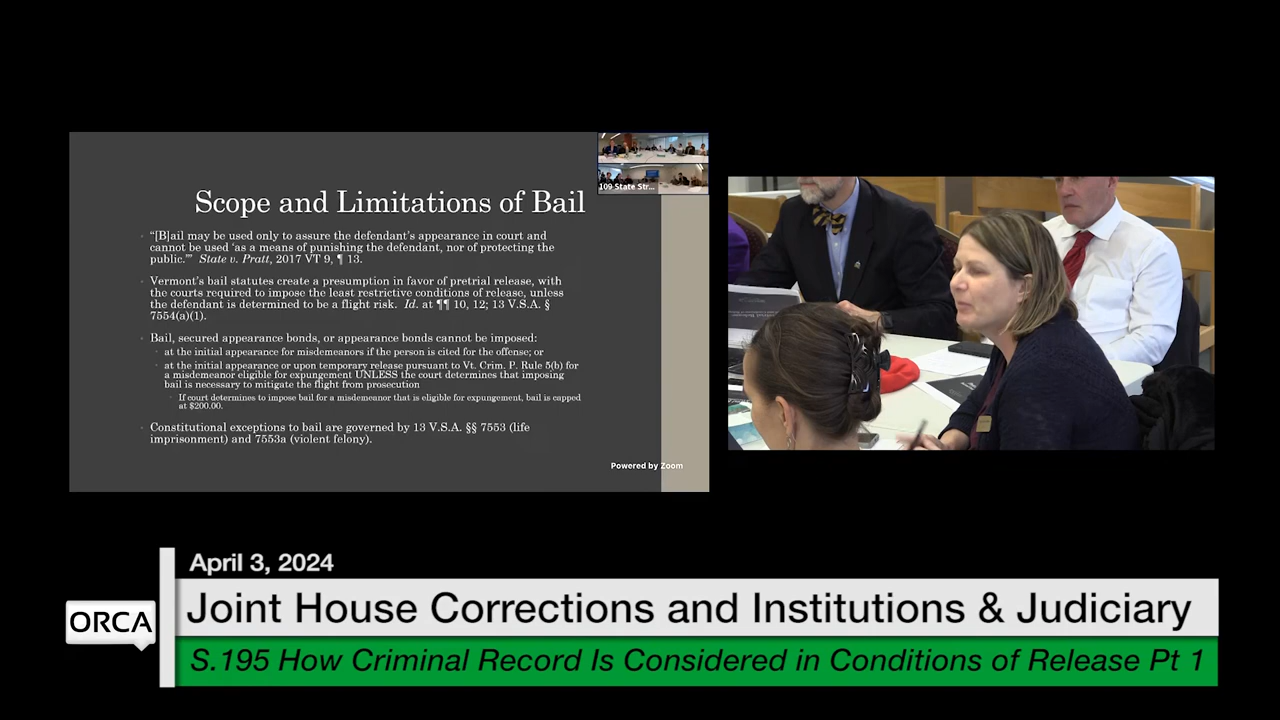 Scope and Limitations of Bail
109 State Str...
“[B]ail may be used only to assure the defendant’s appearance in court and
cannot be used ‘as a means of punishing the defendant, nor of protecting the
public.’” State v. Pratt, 2017 VT 9, ¶ 13.
Vermont’s bail statutes create a presumption in favor of pretrial release, with
the courts required to impose the least restrictive conditions of release, unless
the defendant is determined to be a flight risk. Id. at ¶¶ 10, 12; 13 V.S.A. §
7554(a)(1).
Bail, secured appearance bonds, or appearance bonds cannot be imposed:
at the initial appearance for misdemeanors if the person is cited for the offense; or
at the initial appearance or upon temporary release pursuant to Vt. Crim. P. Rule 5(b) for
a misdemeanor eligible for expungement UNLESS the court determines that imposing
bail is necessary to mitigate the flight from prosecution
If court determines to impose bail for a misdemeanor that is eligible for expungement, bail is capped
at $200.00.
Constitutional exceptions to bail are governed by 13 V.S.A. §§ 7553 (life
imprisonment) and 7553a (violent felony).
Powered by Zoom
April 3, 2024
ORCA
Joint House Corrections and Institutions & Judiciary
S.195 How Criminal Record Is Considered in Conditions of Release Pt 1